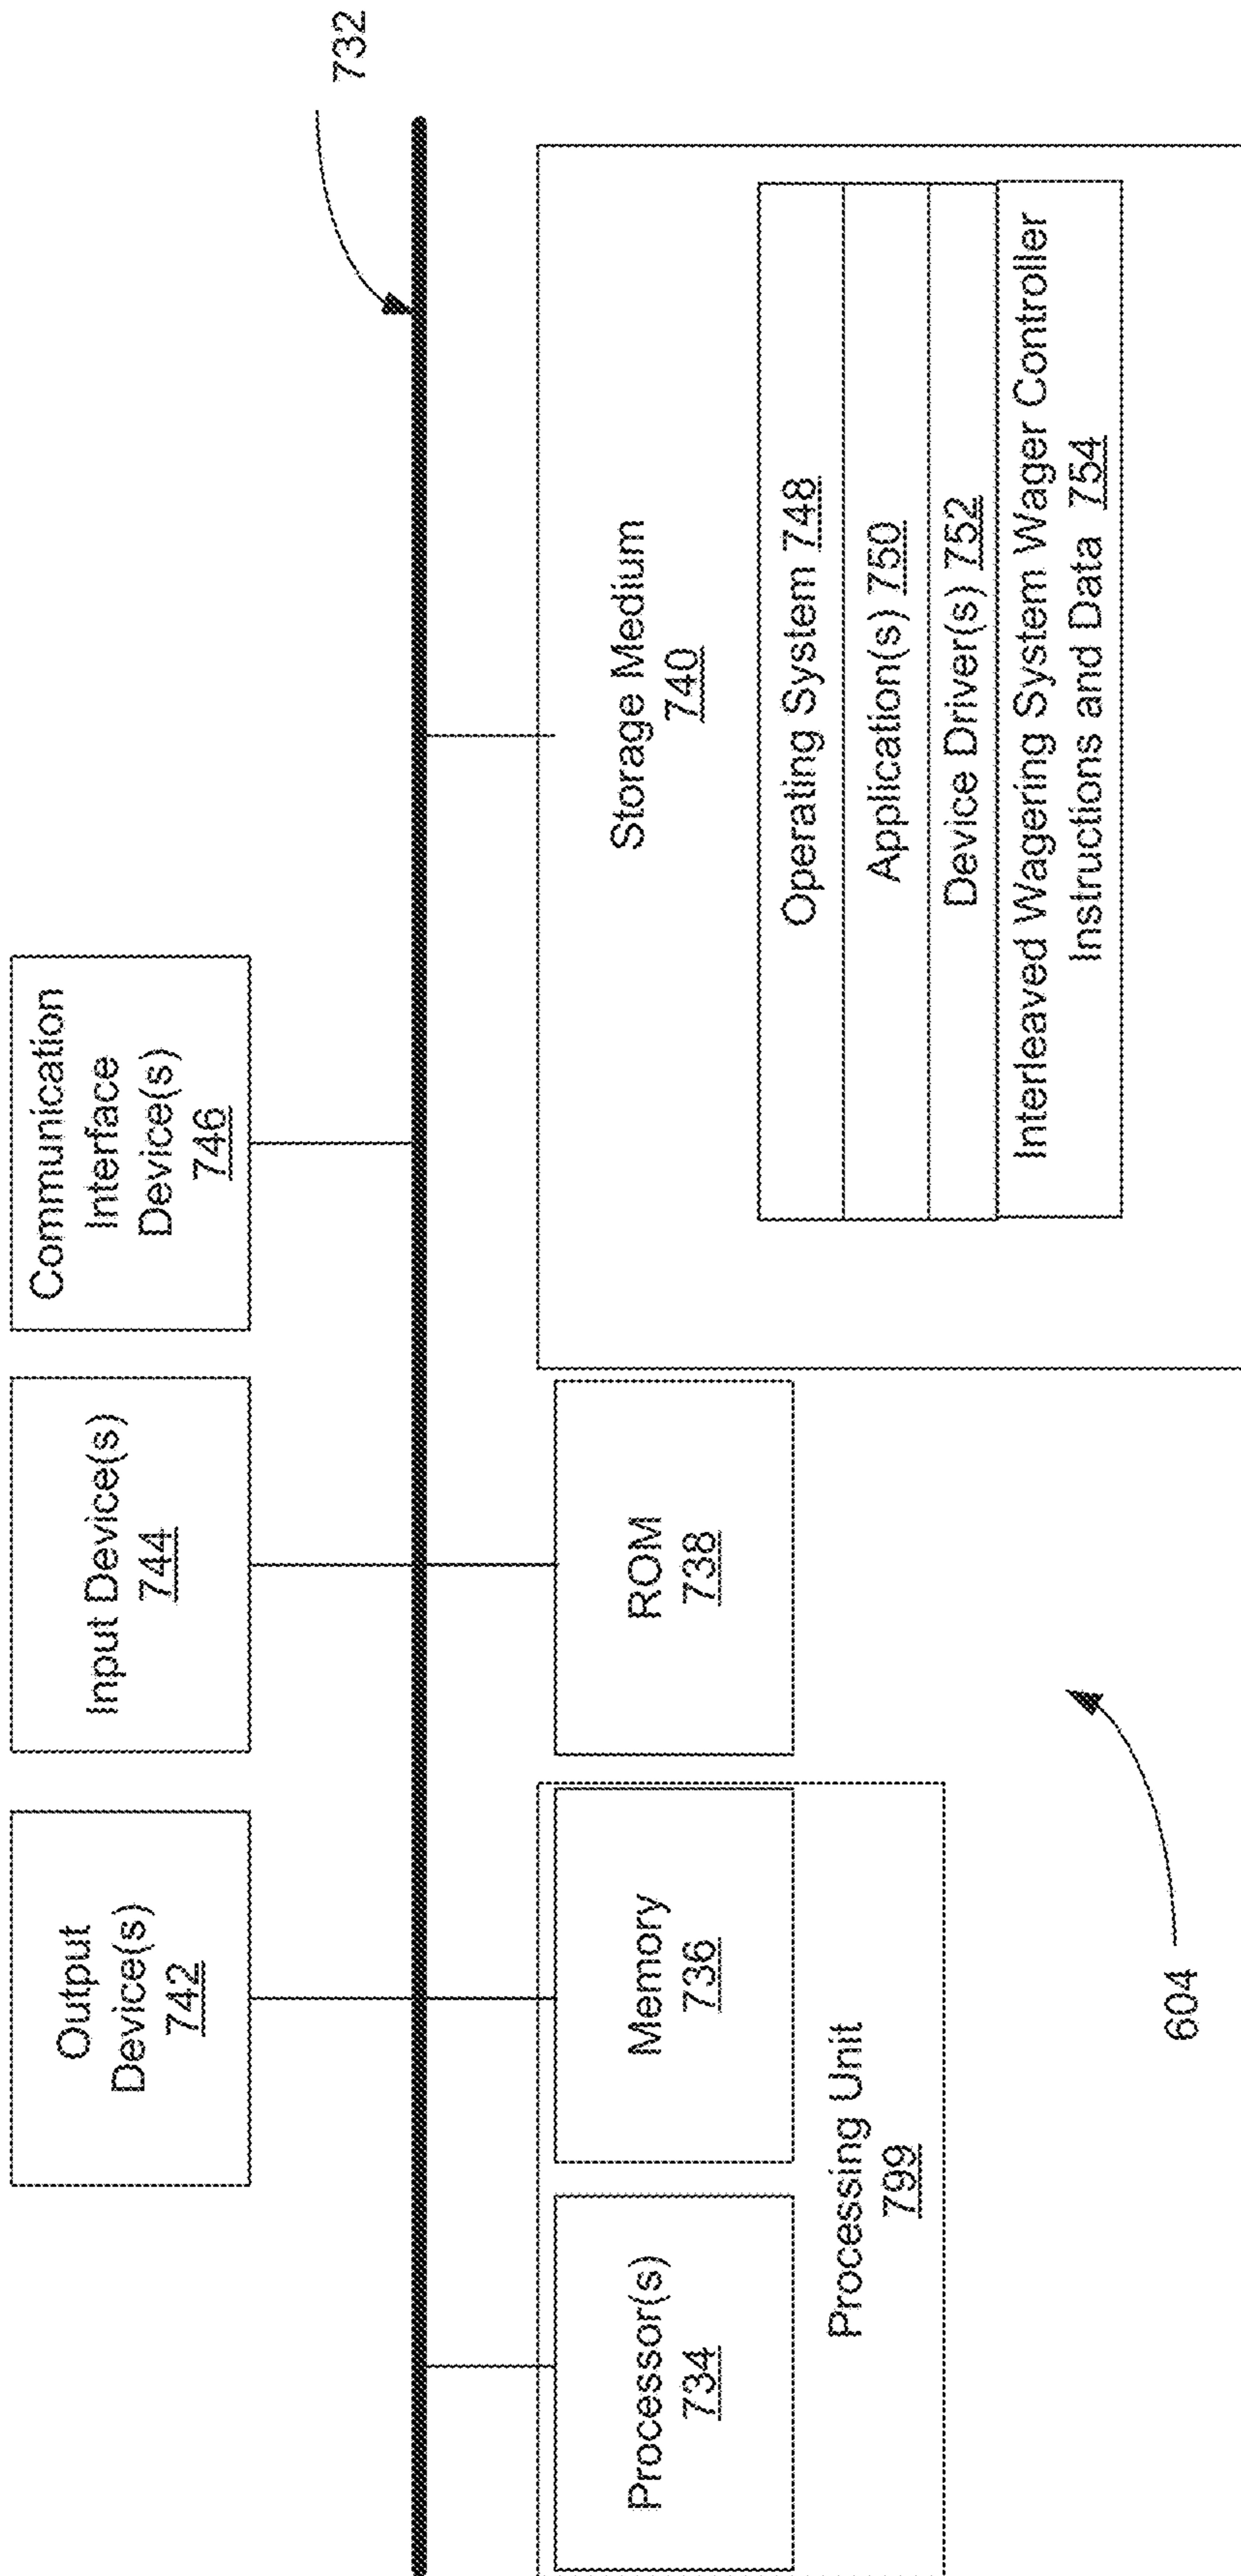 732
Output
Device(s)
742
Input Device(s)
744
Communication
Interface
Device(s)
746
Processor(s)
734
Memory
736
Processing Unit
799
ROM
738
Storage Medium
740
Operating System 748
Application(s) 750
Device Driver(s) 752
Interleaved Wagering System Wager Controller
Instructions and Data 754
604